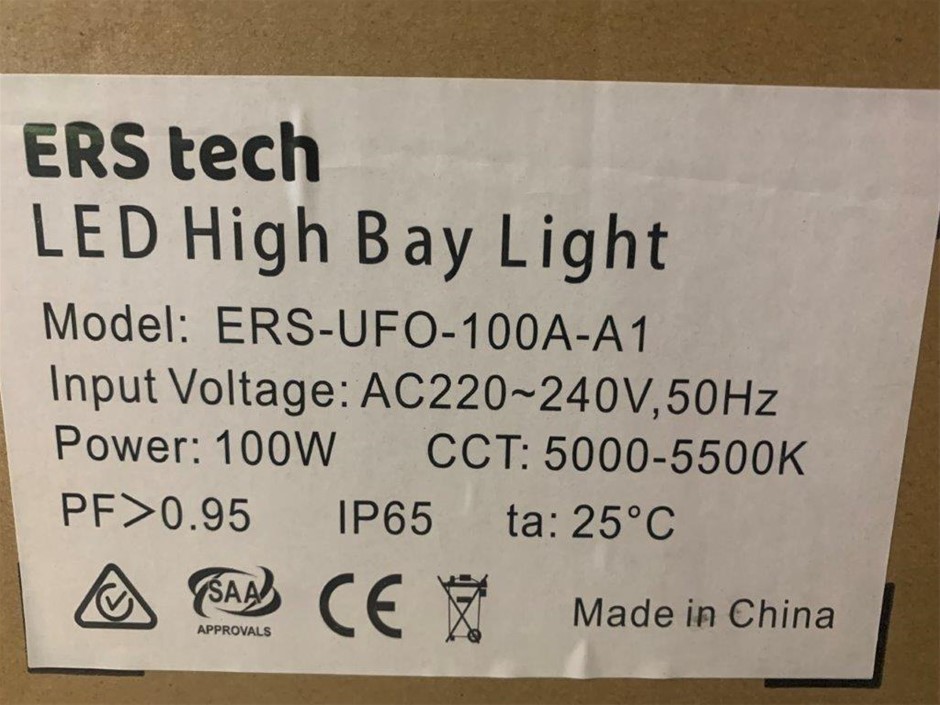 ERS tech
LED High Bay Light
Model: ERS-UFO-100A-A1
Input Voltage: AC220~240V,50Hz
Power: 100W CCT: 5000-5500K
PF>0.95 IP65 ta: 25°C
SAA CE Made in China
APPROVALS